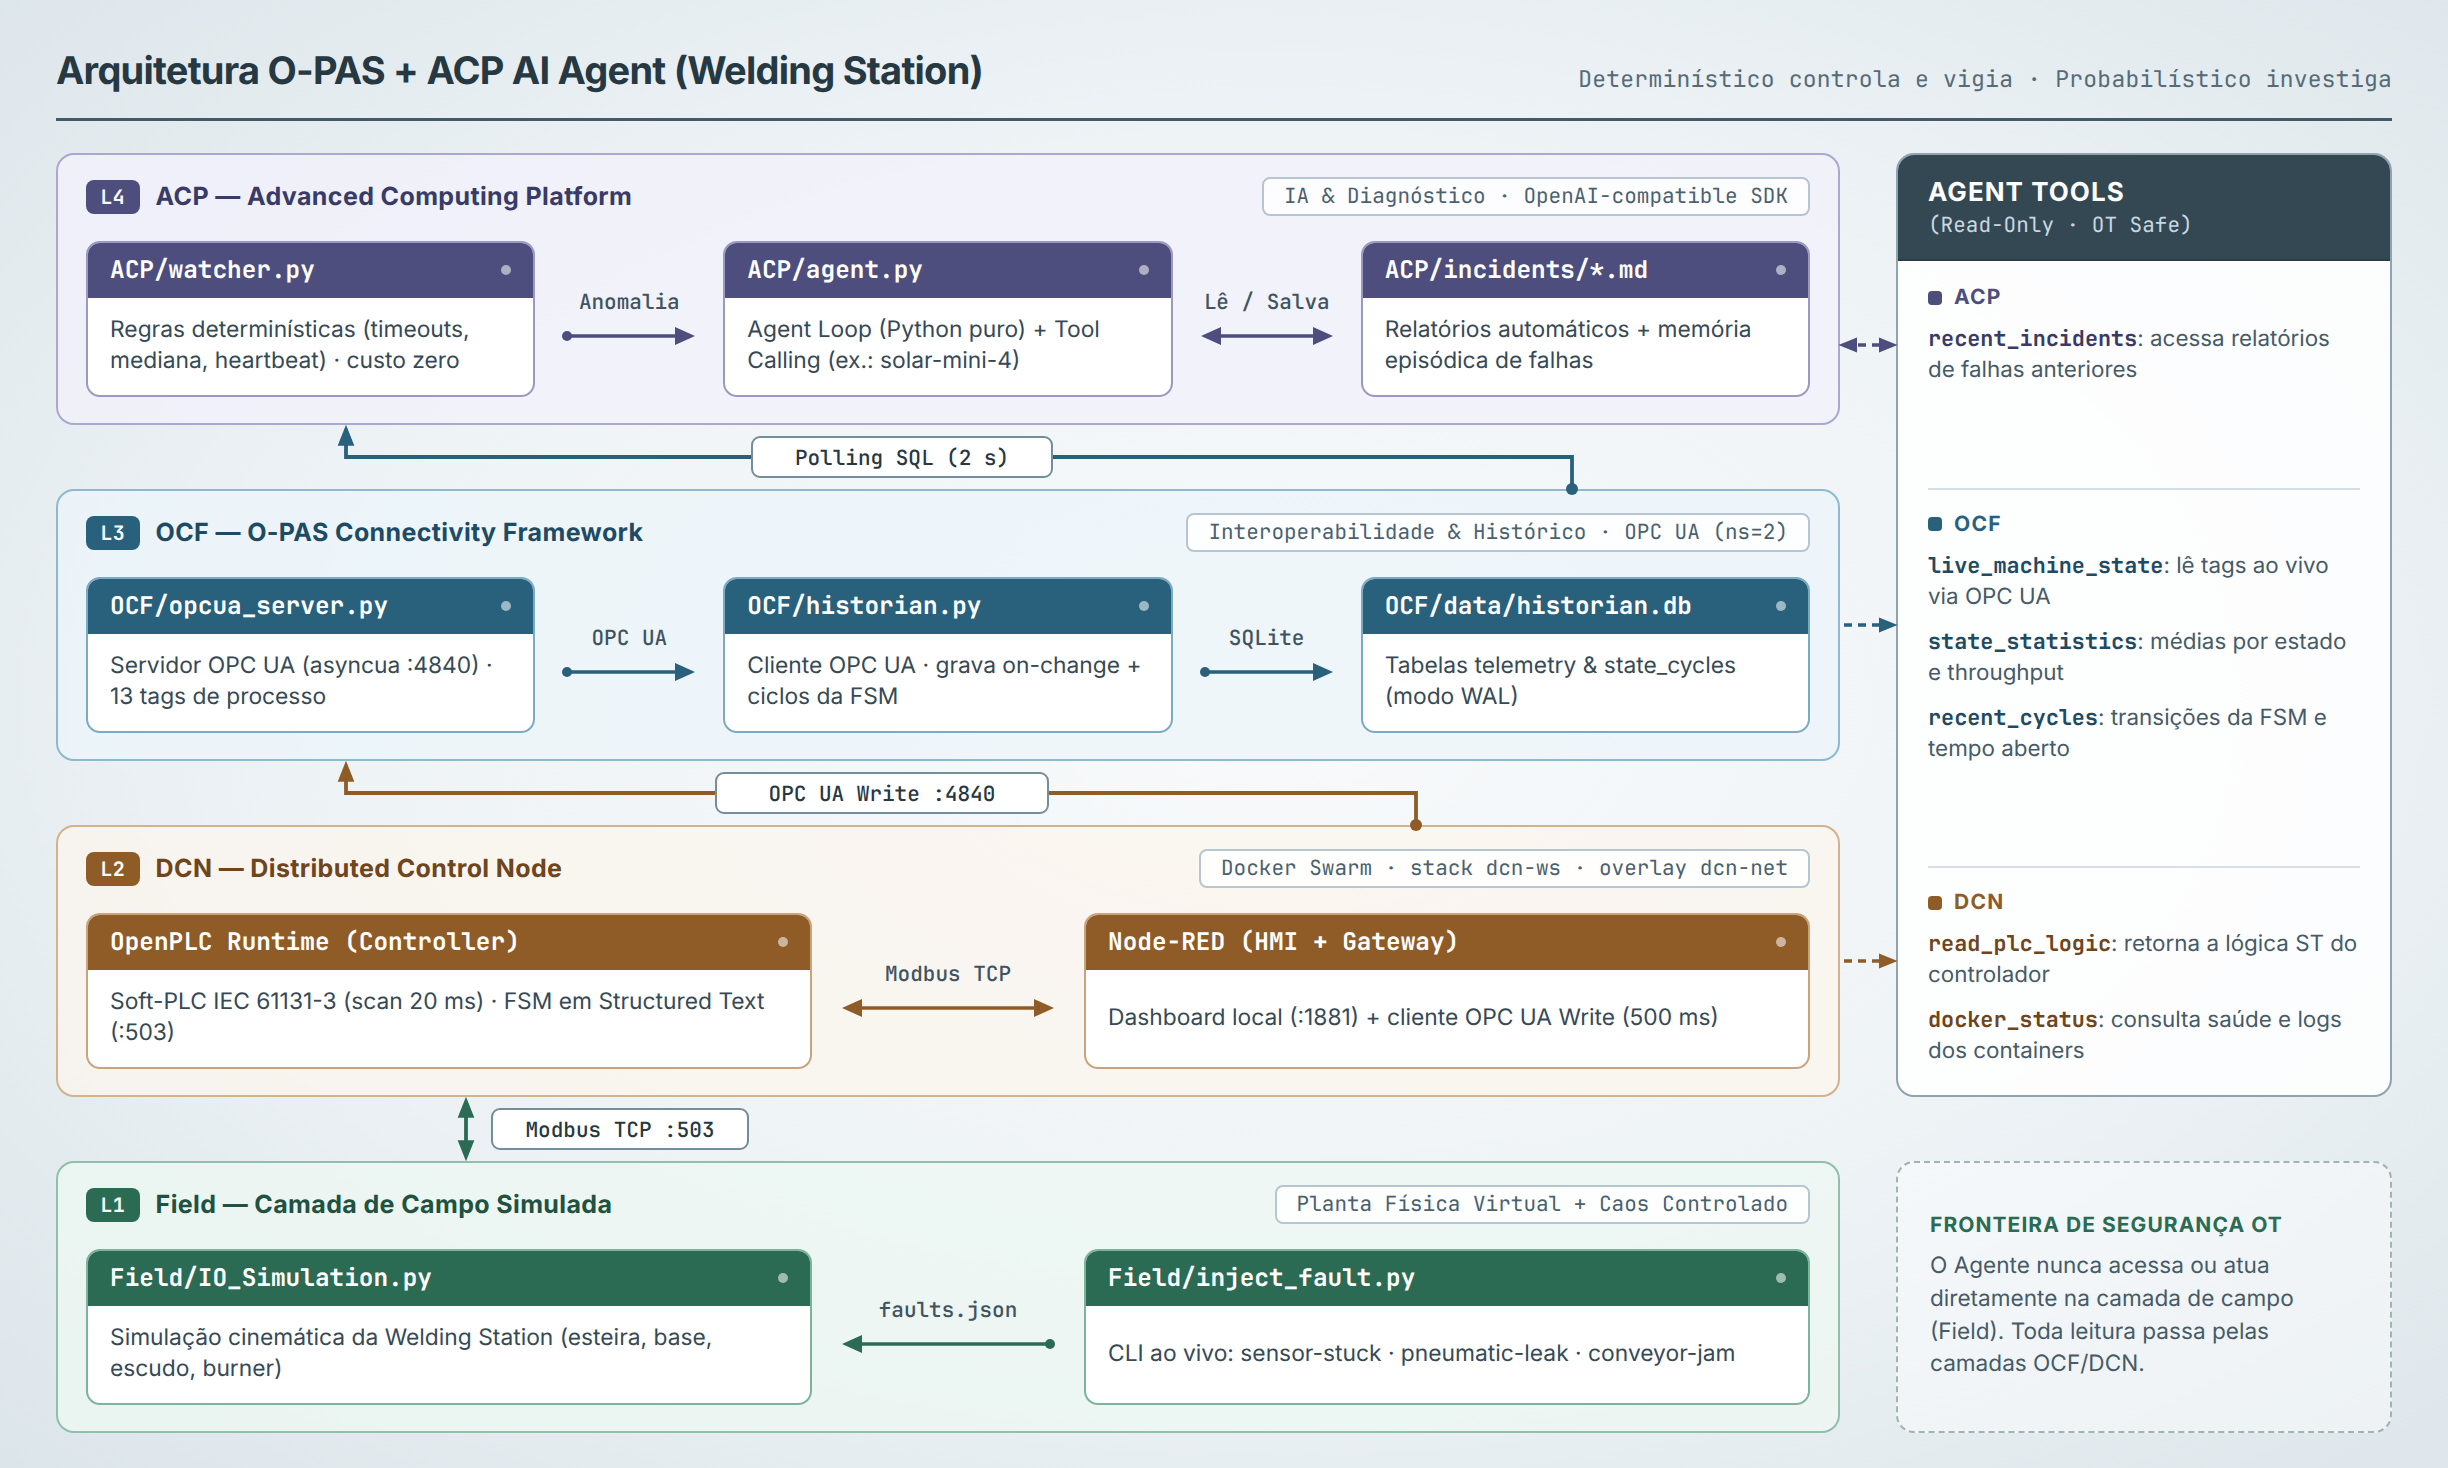 Arquitetura O-PAS + ACP AI Agent (Welding Station)
Determinístico controla e vigia · Probabilístico investiga
L4 ACP — Advanced Computing Platform
IA & Diagnóstico · OpenAI-compatible SDK
ACP/watcher.py
Regras determinísticas (timeouts,
mediana, heartbeat) · custo zero
Anomalia
ACP/agent.py
Agent Loop (Python puro) + Tool
Calling (ex.: solar-mini-4)
Lê / Salva
ACP/incidents/*.md
Relatórios automáticos + memória
episódica de falhas
Polling SQL (2 s)
L3 OCF — O-PAS Connectivity Framework
Interoperabilidade & Histórico · OPC UA (ns=2)
OCF/opcua_server.py
Servidor OPC UA (asyncua :4840) ·
13 tags de processo
OPC UA
OCF/historian.py
Cliente OPC UA · grava on-change +
ciclos da FSM
SQLite
OCF/data/historian.db
Tabelas telemetry & state_cycles
(modo WAL)
OPC UA Write :4840
L2 DCN — Distributed Control Node
Docker Swarm · stack dcn-ws · overlay dcn-net
OpenPLC Runtime (Controller)
Soft-PLC IEC 61131-3 (scan 20 ms) · FSM em Structured Text
(:503)
Modbus TCP
Node-RED (HMI + Gateway)
Dashboard local (:1881) + cliente OPC UA Write (500 ms)
Modbus TCP :503
L1 Field — Camada de Campo Simulada
Planta Física Virtual + Caos Controlado
Field/IO_Simulation.py
Simulação cinemática da Welding Station (esteira, base,
escudo, burner)
faults.json
Field/inject_fault.py
CLI ao vivo: sensor-stuck · pneumatic-leak · conveyor-jam
AGENT TOOLS
(Read-Only · OT Safe)
ACP
recent_incidents: acessa relatórios
de falhas anteriores
OCF
live_machine_state: lê tags ao vivo
via OPC UA
state_statistics: médias por estado
e throughput
recent_cycles: transições da FSM e
tempo aberto
DCN
read_plc_logic: retorna a lógica ST do
controlador
docker_status: consulta saúde e logs
dos containers
FRONTEIRA DE SEGURANÇA OT
O Agente nunca acessa ou atua
diretamente na camada de campo
(Field). Toda leitura passa pelas
camadas OCF/DCN.